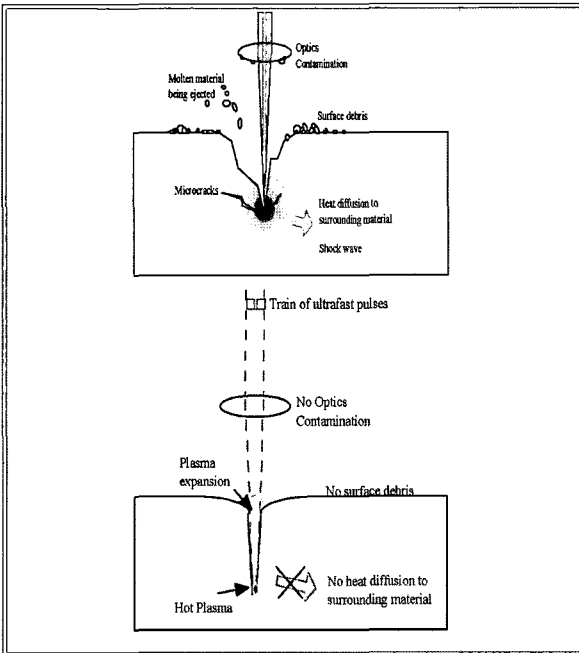 Optics
Contamination
Molten material
being ejected
Surface debris
Microcracks
Heat diffusion to
surrounding material
Shock wave
Train of ultrafast pulses
No Optics
Contamination
Plasma
expansion
No surface debris
No heat diffusion to
surrounding material
Hot Plasma